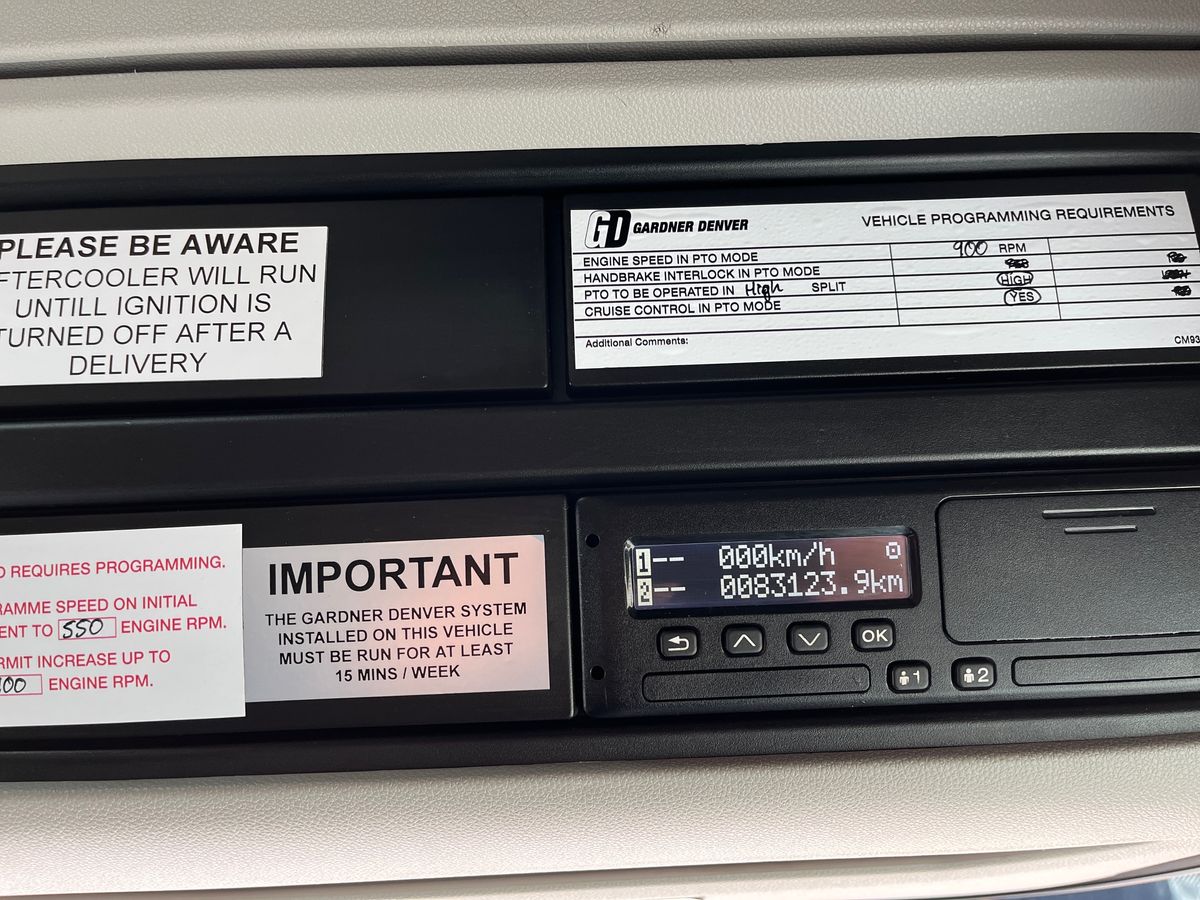 PLEASE BE AWARE
FTERCOOLER WILL RUN
UNTILL IGNITION IS
TURNED OFF AFTER A
DELIVERY
GD GARDNER DENVER
VEHICLE PROGRAMMING REQUIREMENTS
ENGINE SPEED IN PTO MODE 900 RPM
HANDBRAKE INTERLOCK IN PTO MODE
PTO TO BE OPERATED IN High SPLIT HIGH
CRUISE CONTROL IN PTO MODE YES
Additional Comments:
CM93
REQUIRES PROGRAMMING.
RAMME SPEED ON INITIAL
ENT TO 550 ENGINE RPM.
RMIT INCREASE UP TO
00 ENGINE RPM.
IMPORTANT
THE GARDNER DENVER SYSTEM
INSTALLED ON THIS VEHICLE
MUST BE RUN FOR AT LEAST
15 MINS / WEEK
1-- 000km/h
2-- 0083123.9km
OK
1 2